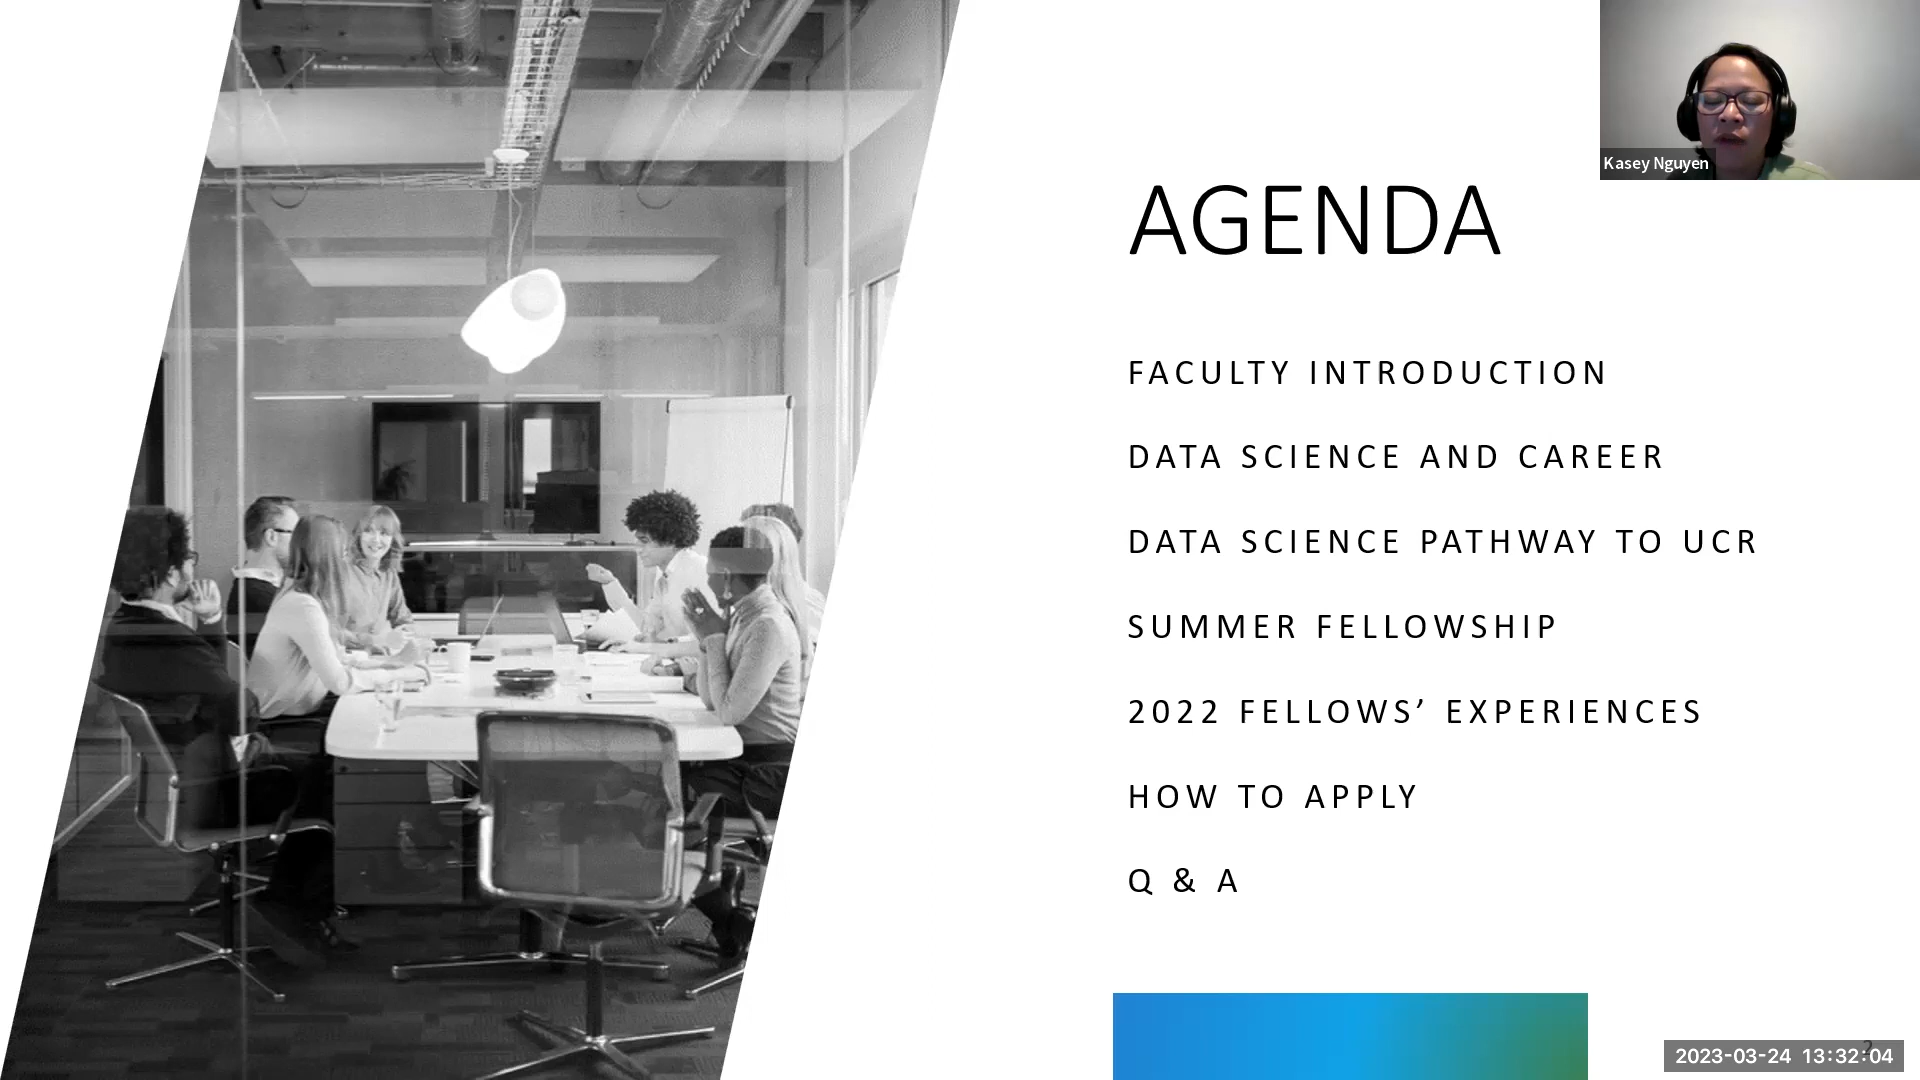 Kasey Nguyen
AGENDA
FACULTY INTRODUCTION
DATA SCIENCE AND CAREER
DATA SCIENCE PATHWAY TO UCR
SUMMER FELLOWSHIP
2022 FELLOWS’ EXPERIENCES
HOW TO APPLY
Q & A
2
2023-03-24 13:32:04